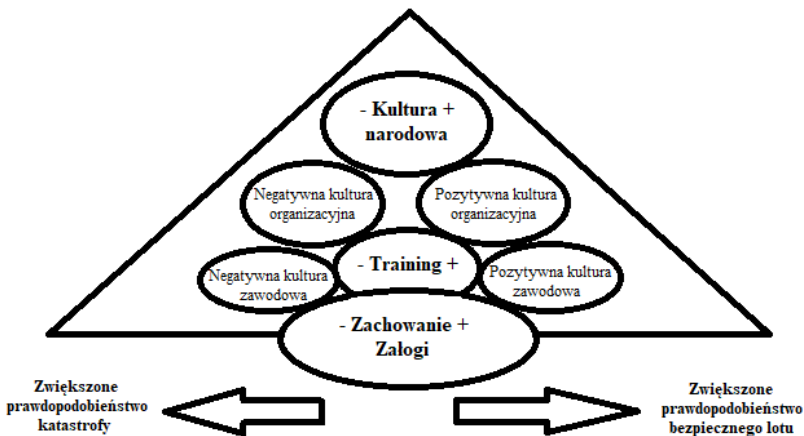 - Kultura +
narodowa
Negatywna kultura
organizacyjna
Pozytywna kultura
organizacyjna
- Training +
Negatywna kultura
zawodowa
Pozytywna kultura
zawodowa
- Zachowanie +
Załogi
Zwiększone
prawdopodobieństwo
katastrofy
Zwiększone
prawdopodobieństwo
bezpiecznego lotu